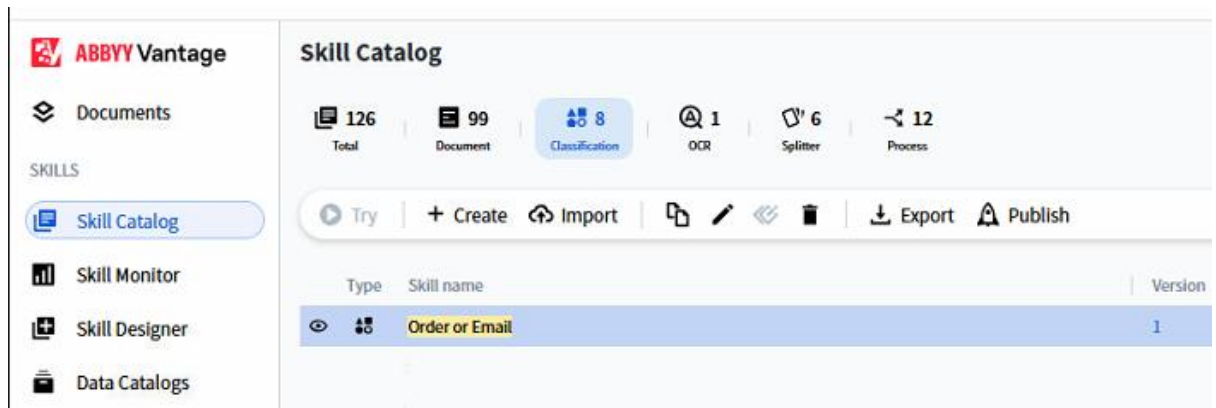 ABBYY Vantage
Documents
SKILLS
Skill Catalog
Skill Monitor
Skill Designer
Data Catalogs
Skill Catalog
126 99 8 1 6 12
Total Document Classification OCR Splitter Process
Try + Create Import Export Publish
Type Skill name Version
Order or Email 1